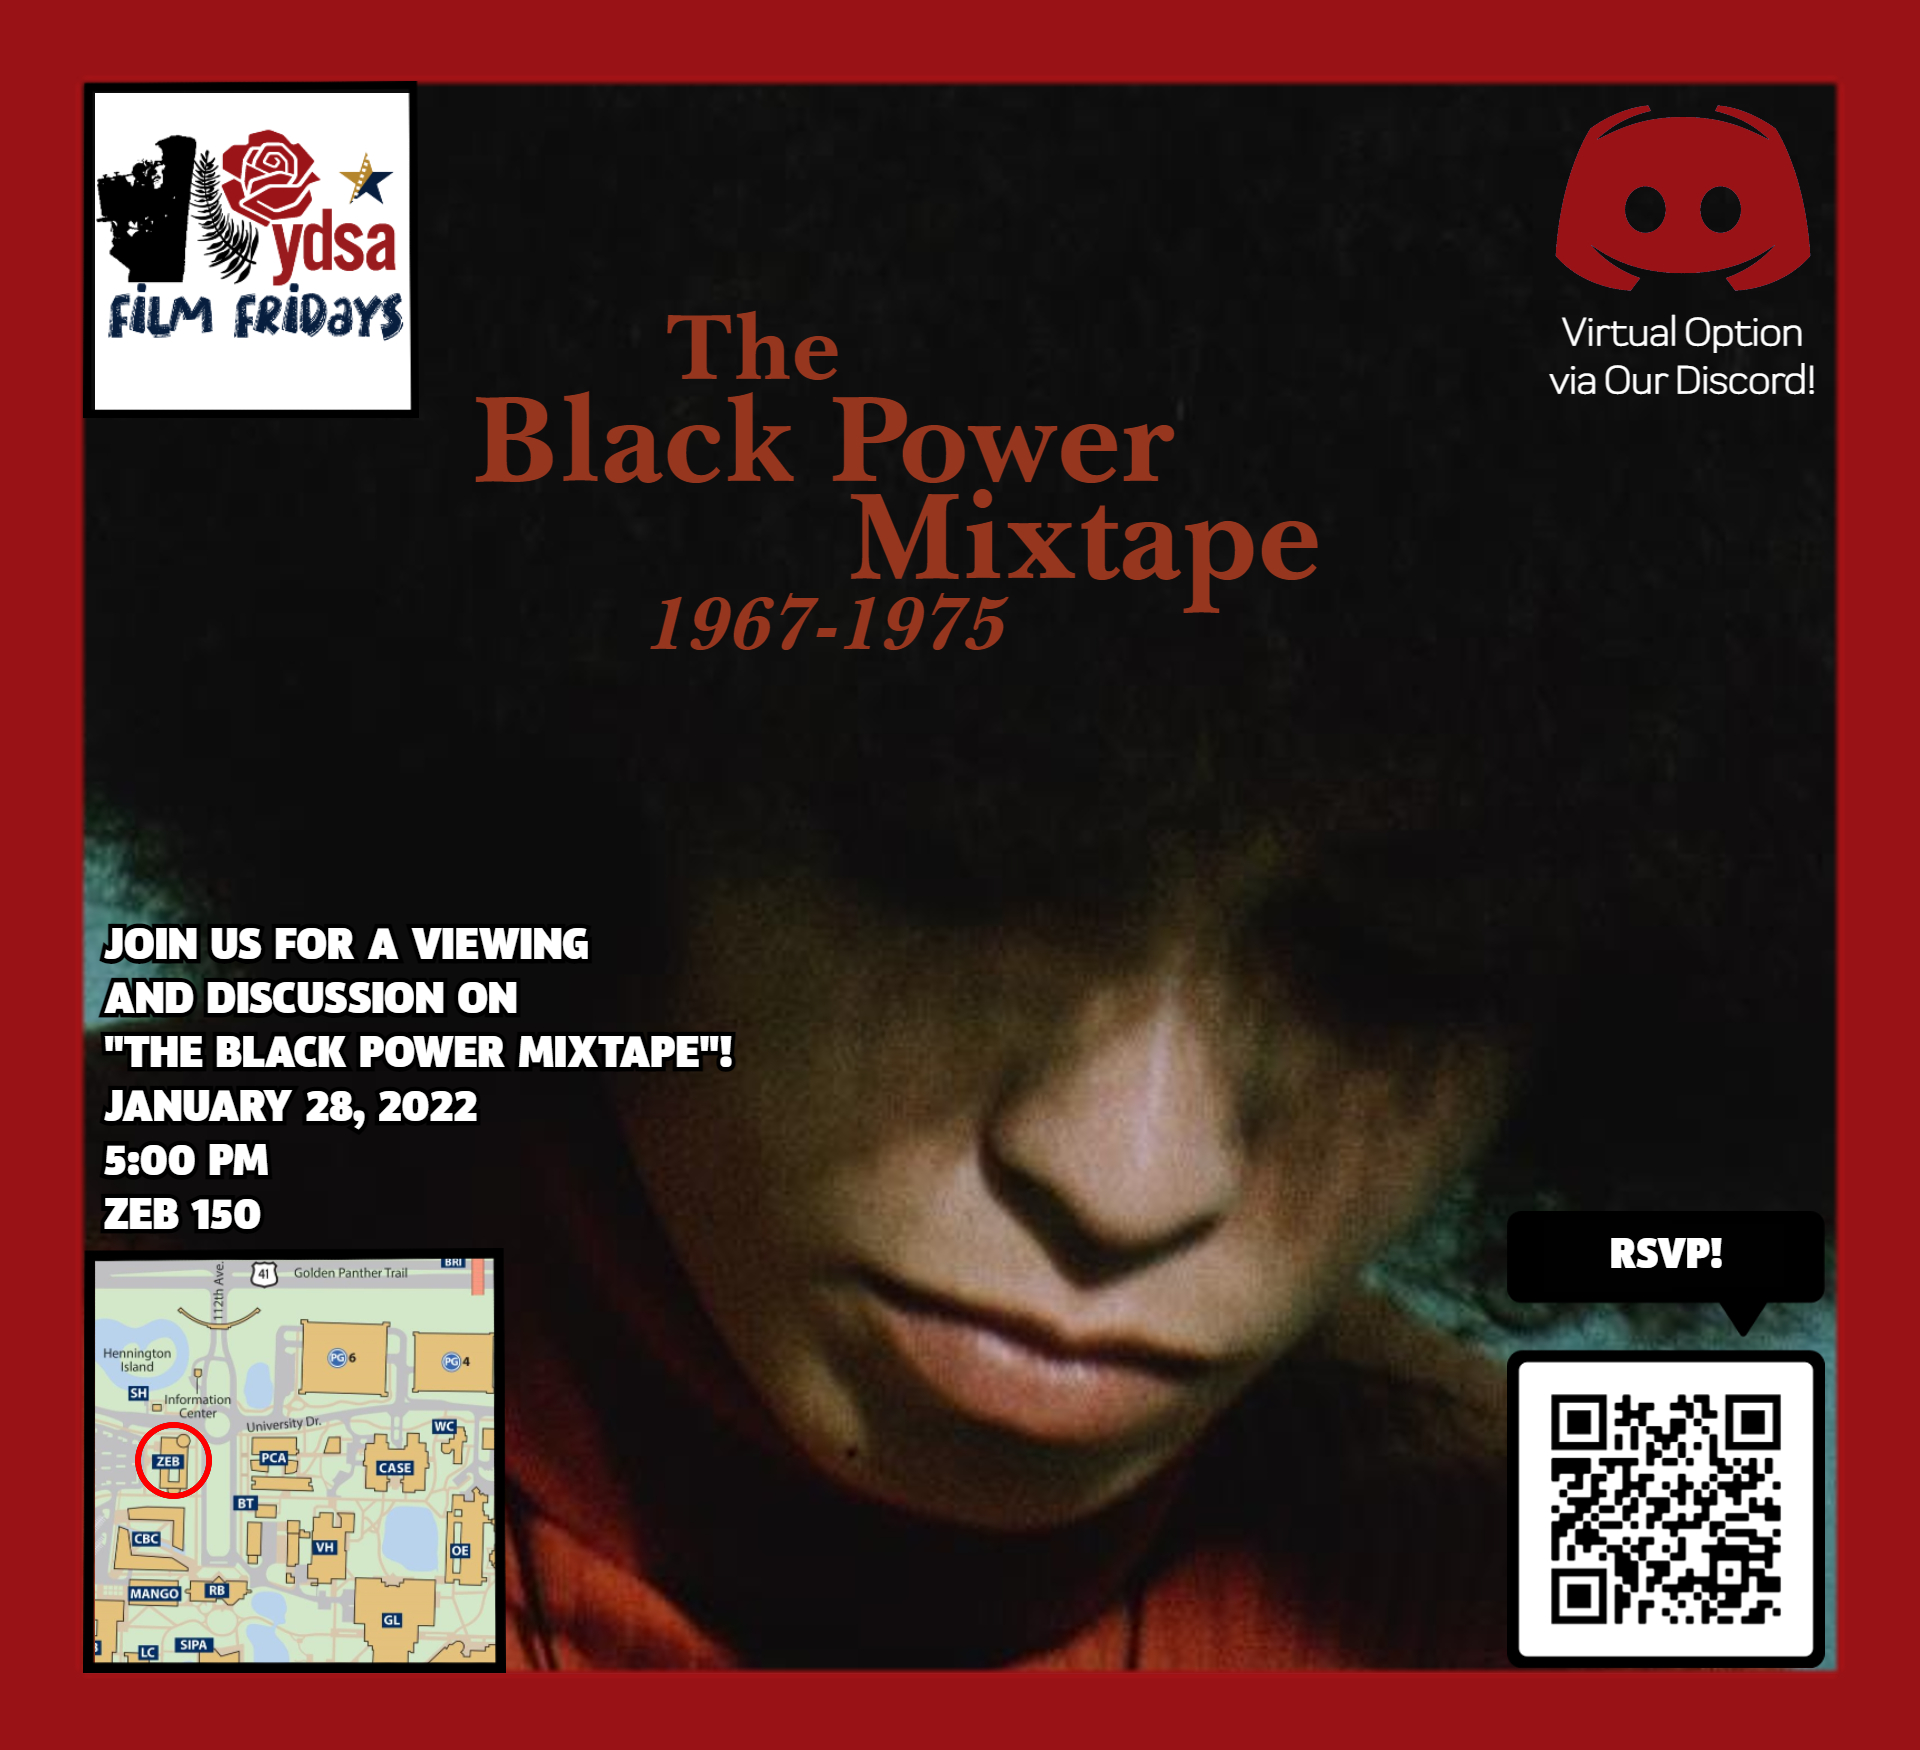 ydsa
FiLM FRiDaYS
Virtual Option
via Our Discord!
The
Black Power
Mixtape
1967-1975
JOIN US FOR A VIEWING
AND DISCUSSION ON
"THE BLACK POWER MIXTAPE"!
JANUARY 28, 2022
5:00 PM
ZEB 150
RSVP!
BRI
41
Golden Panther Trail
112th Ave.
Hennington
Island
PG 6
PG 4
SH
Information
Center
University Dr.
WC
ZEB
PCA
CASE
BT
CBC
VH
OE
MANGO
RB
GL
SIPA
LC